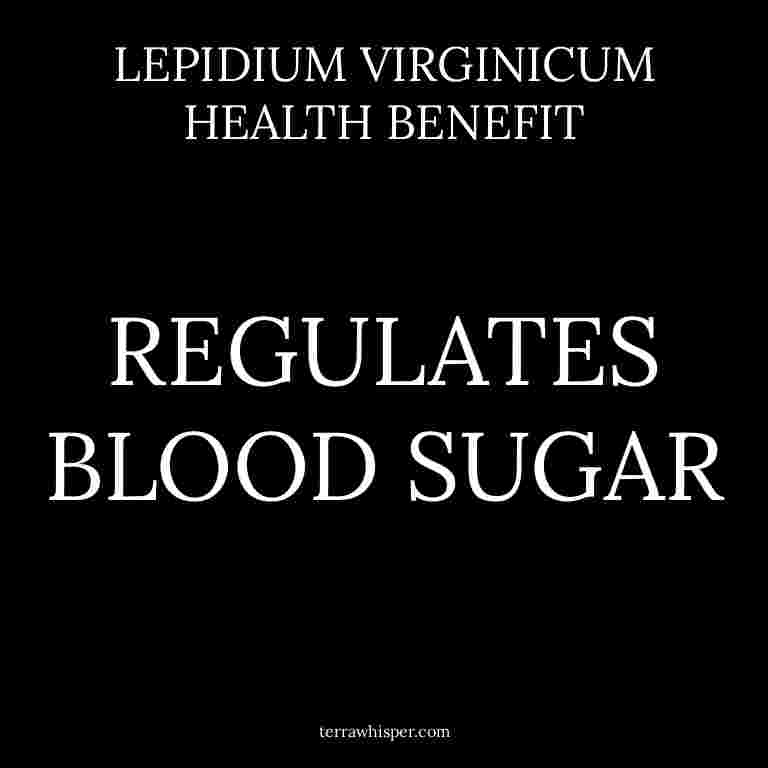 LEPIDIUM VIRGINICUM
HEALTH BENEFIT
REGULATES
BLOOD SUGAR
terrawhisper.com